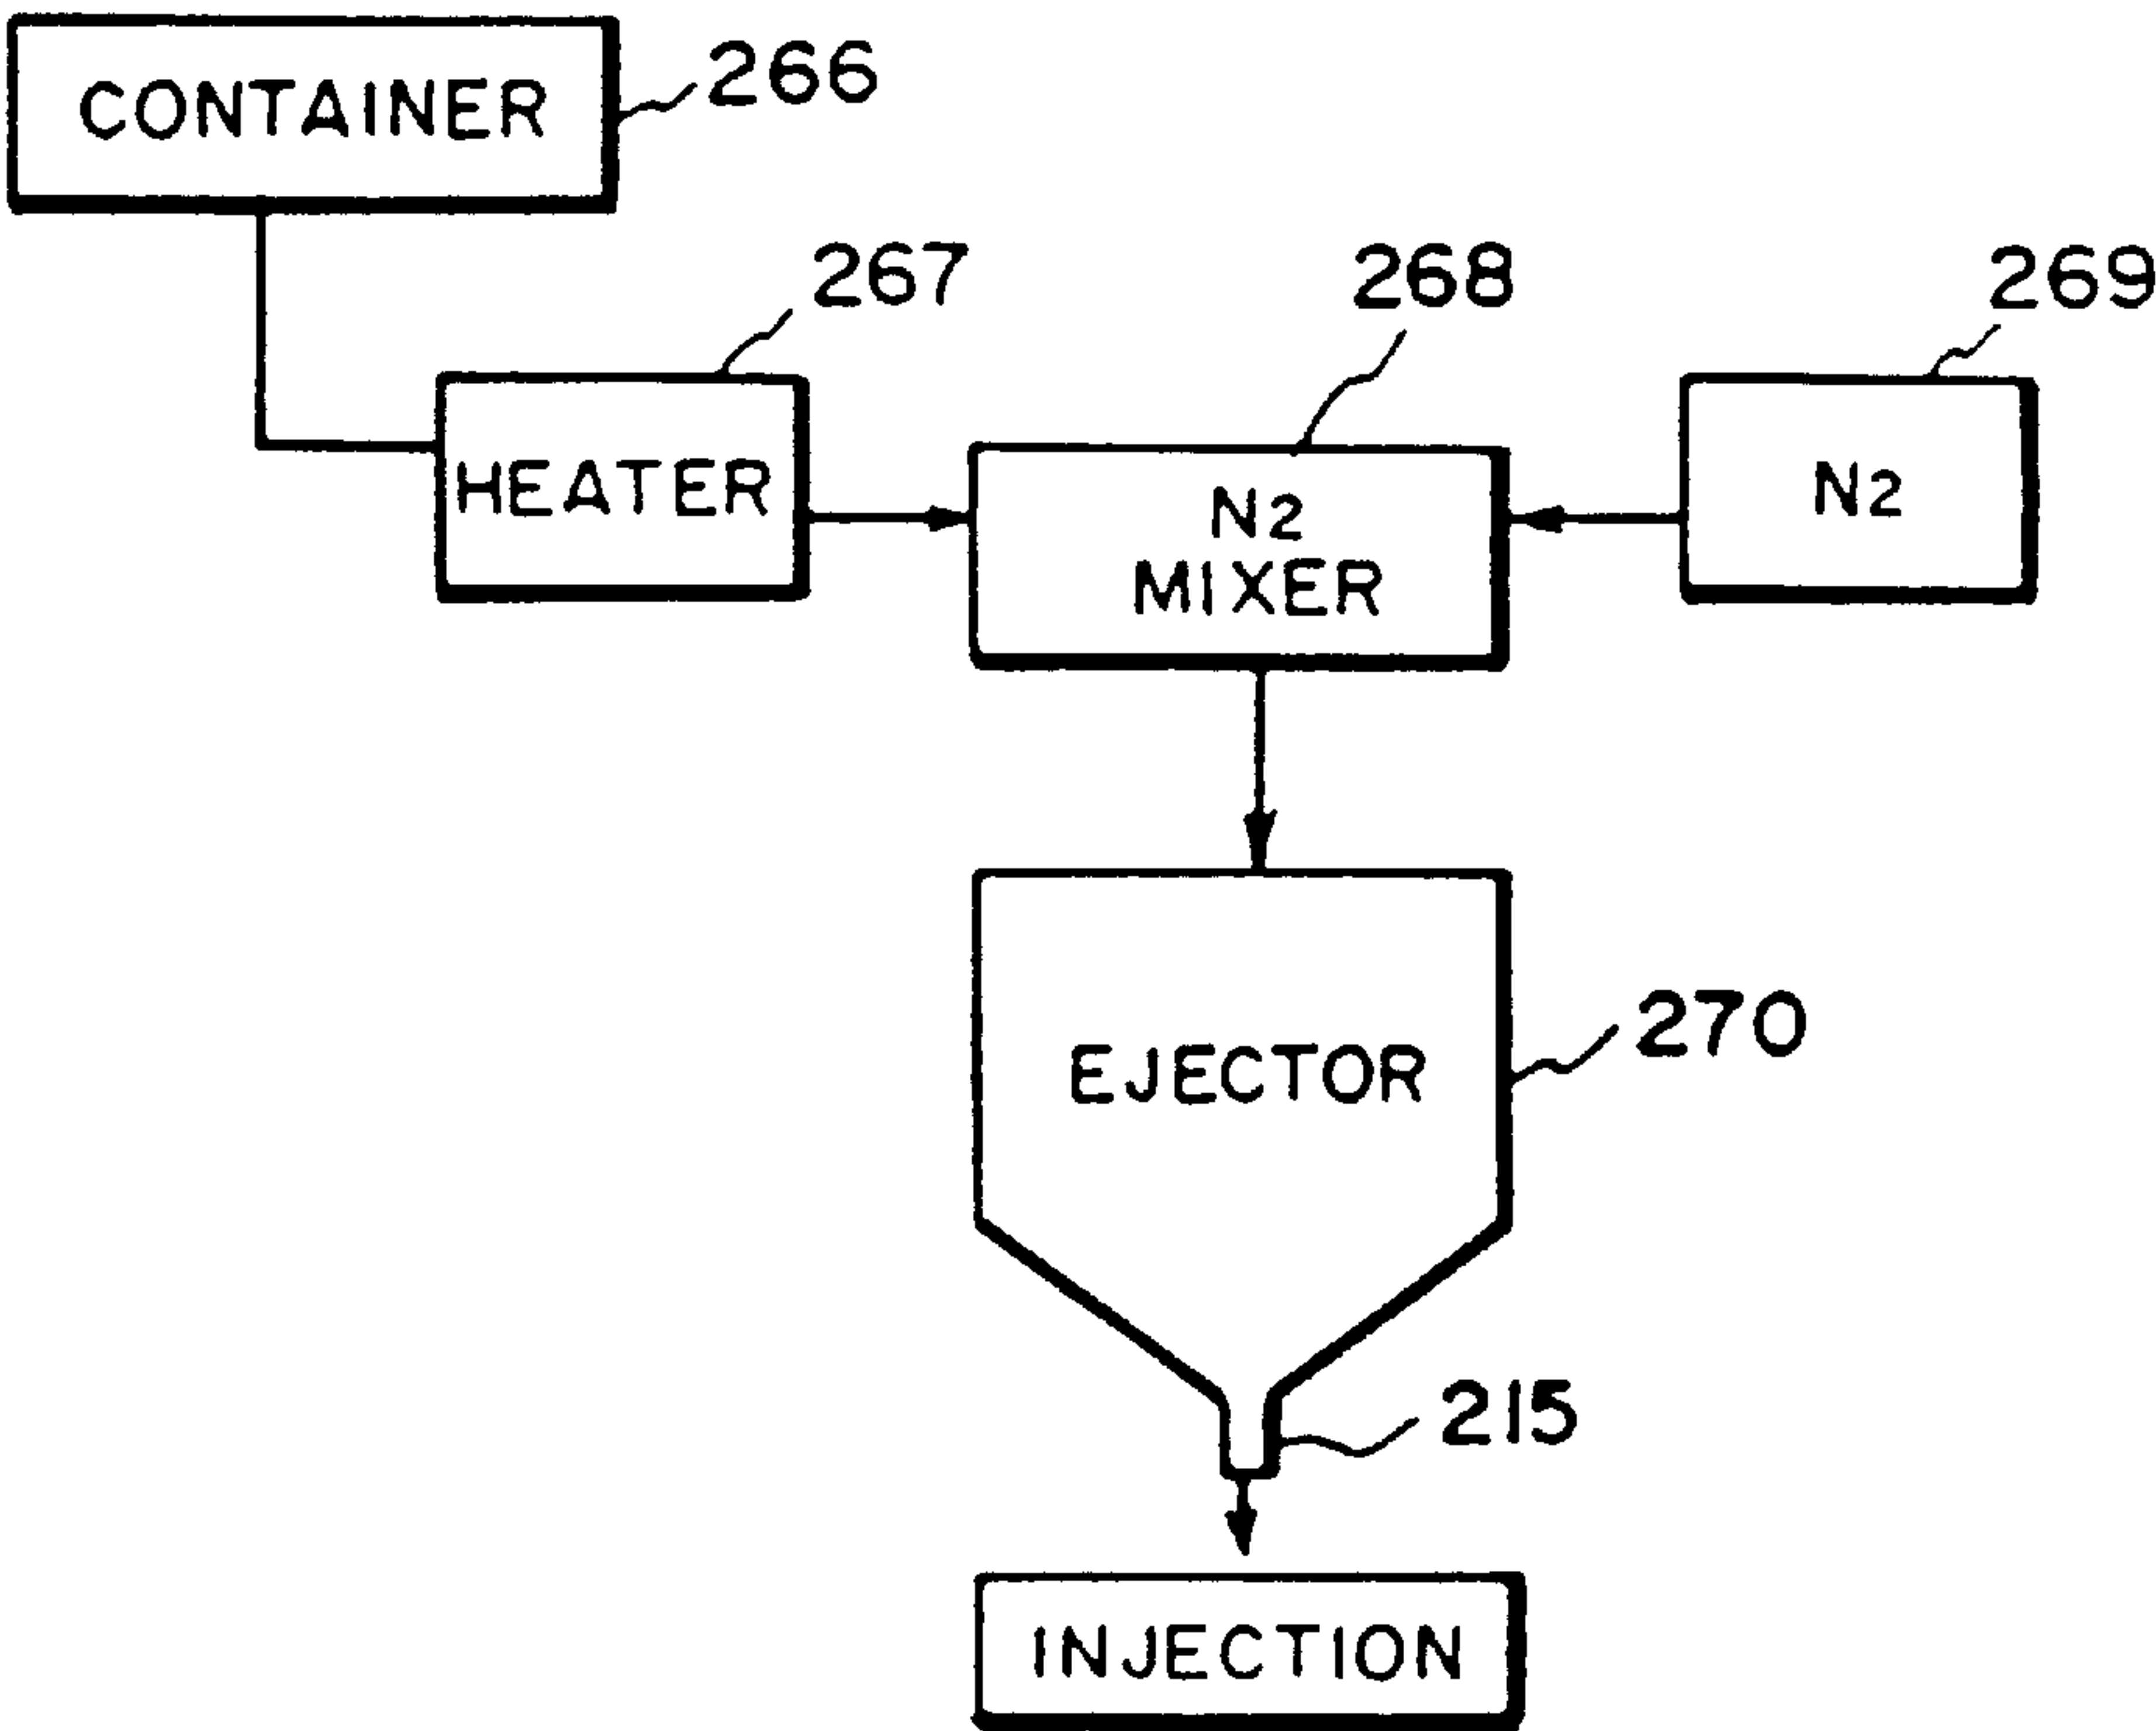 CONTAINER
266
267
268
269
HEATER
N2
MIXER
N2
EJECTOR
270
215
INJECTION